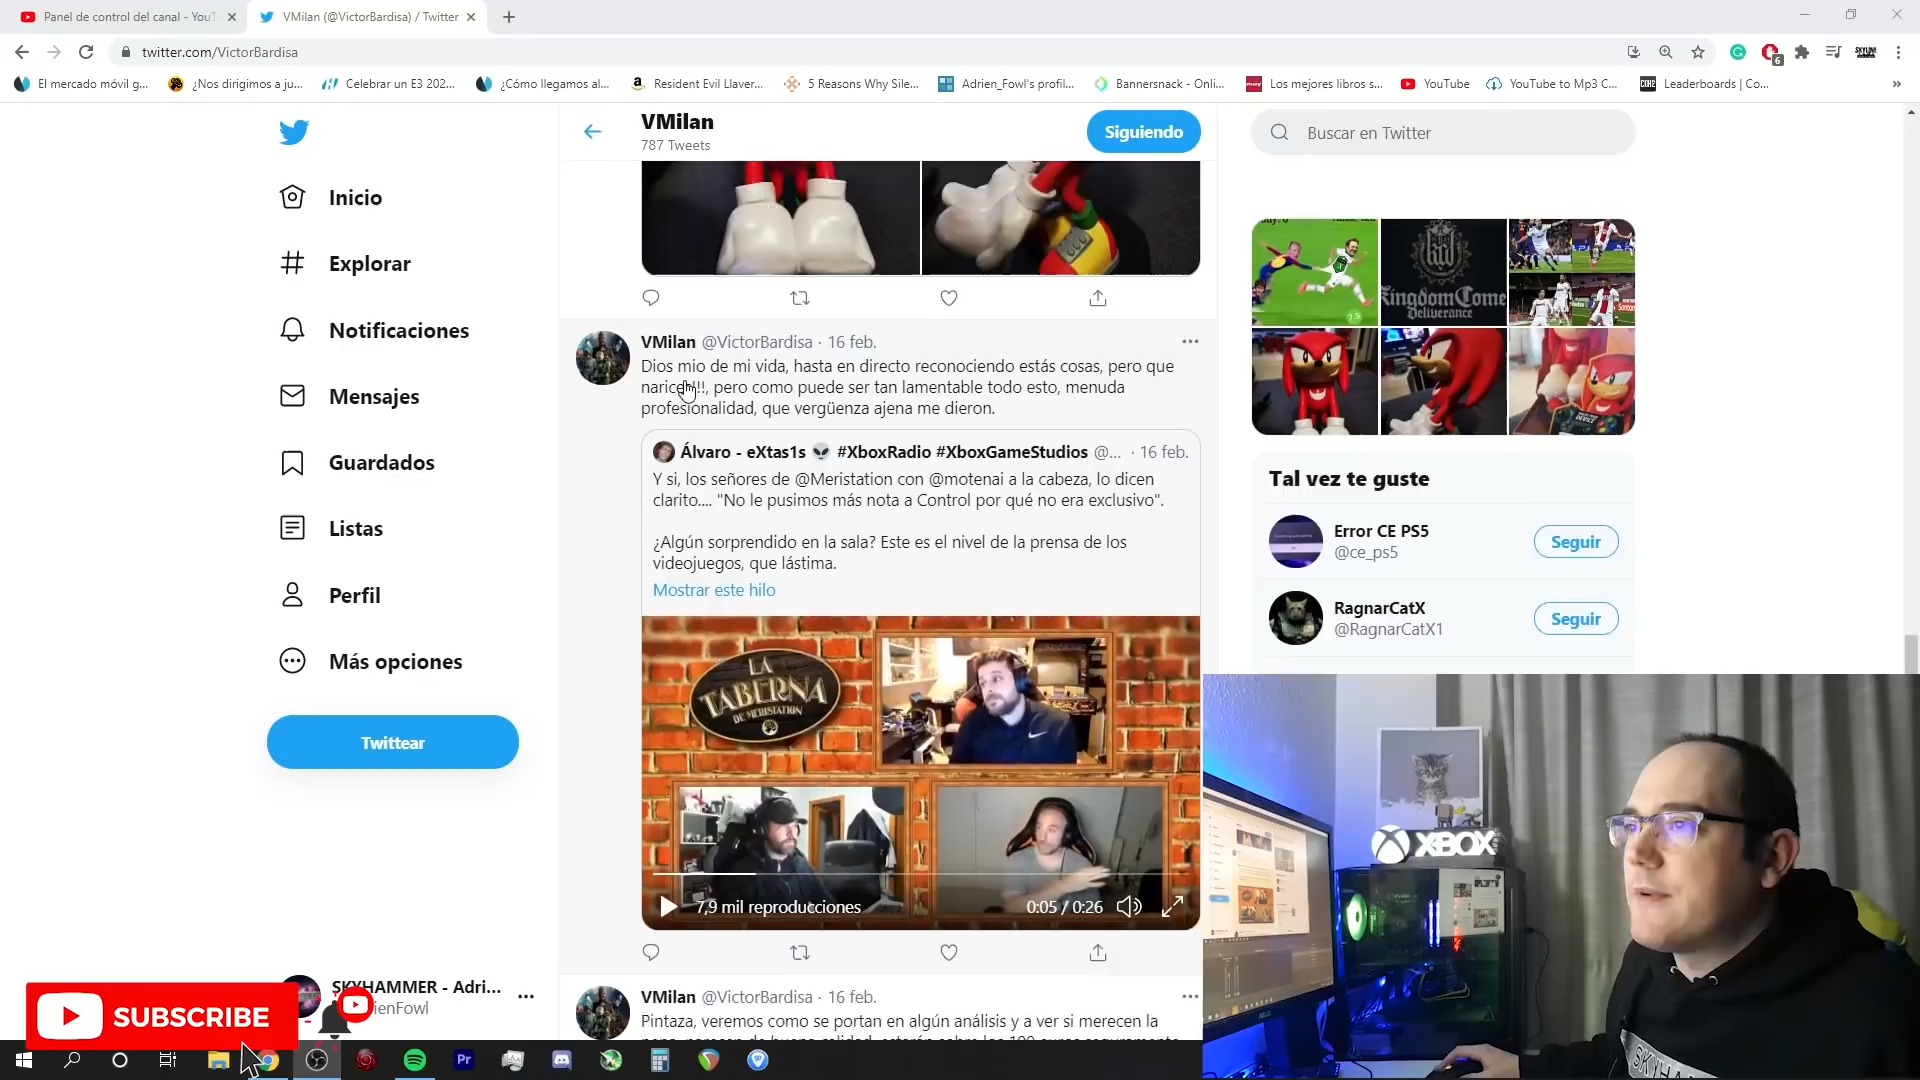 Panel de control del canal - YouT
VMilan (@VictorBardisa) / Twitter
twitter.com/VictorBardisa
6
El mercado móvil g...
¿Nos dirigimos a ju...
Celebrar un E3 202...
¿Cómo llegamos al...
Resident Evil Llaver...
5 Reasons Why Sile...
Adrien_Fowl's profil...
Bannersnack - Onli...
Los mejores libros s...
YouTube
YouTube to Mp3 C...
COH2
Leaderboards | Co...
VMilan
787 Tweets
Siguiendo
Buscar en Twitter
Inicio
Explorar
Notificaciones
Mensajes
Guardados
Listas
Perfil
Más opciones
Twittear
VMilan @VictorBardisa · 16 feb.
Dios mio de mi vida, hasta en directo reconociendo estás cosas, pero que
, pero como puede ser tan lamentable todo esto, menuda
profesionalidad, que vergüenza ajena me dieron.
Álvaro - eXtas1s 👽 #XboxRadio #XboxGameStudios @... · 16 feb.
Y si, los señores de @Meristation con @motenai a la cabeza, lo dicen
clarito.... "No le pusimos más nota a Control por qué no era exclusivo".
¿Algún sorprendido en la sala? Este es el nivel de la prensa de los
videojuegos, que lástima.
Mostrar este hilo
LA
TABERNA
DE MERISTATION
7,9 mil reproducciones
0:05 / 0:26
VMilan @VictorBardisa · 16 feb.
Pintaza, veremos como se portan en algún análisis y a ver si merecen la
Kingdom Come
Deliverance
7,5
Tal vez te guste
Error CE PS5
@ce_ps5
Seguir
RagnarCatX
@RagnarCatX1
Seguir
XBOX
SKYHAMMER - Adri...
ienFowl
SUBSCRIBE
Pr